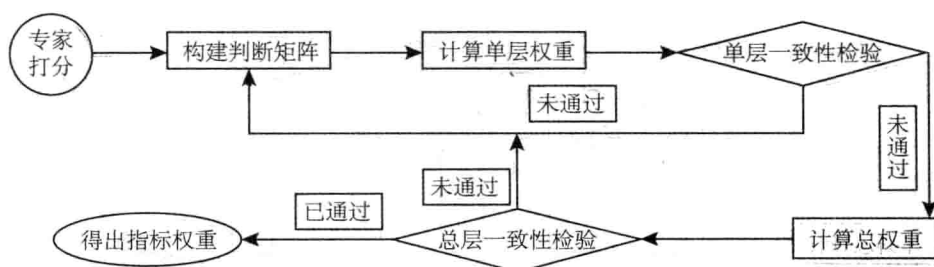 专家
打分
构建判断矩阵
计算单层权重
单层一致性检验
未通过
未
通
过
未通过
已通过
得出指标权重
总层一致性检验
计算总权重